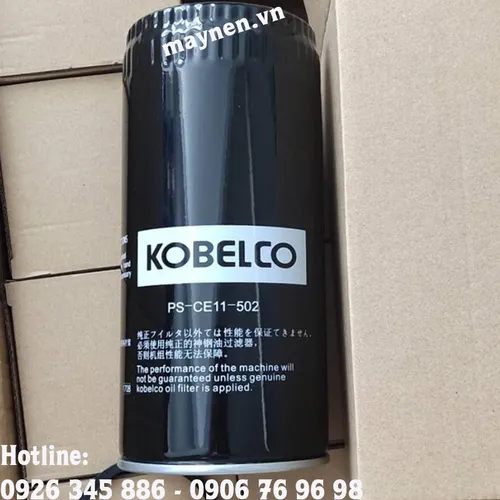 maynen.vn
KOBELCO
PS-CE11-502
純正フイルタ以外では性能を保证てきません。
必须使用纯正的神钢油过滤器，
否则机组性能无法保障。
The performance of the machine will
not be guaranteed unless genuine
kobelco oil filter is applied.
Hotline:
0926 345 886 - 0906 76 96 98